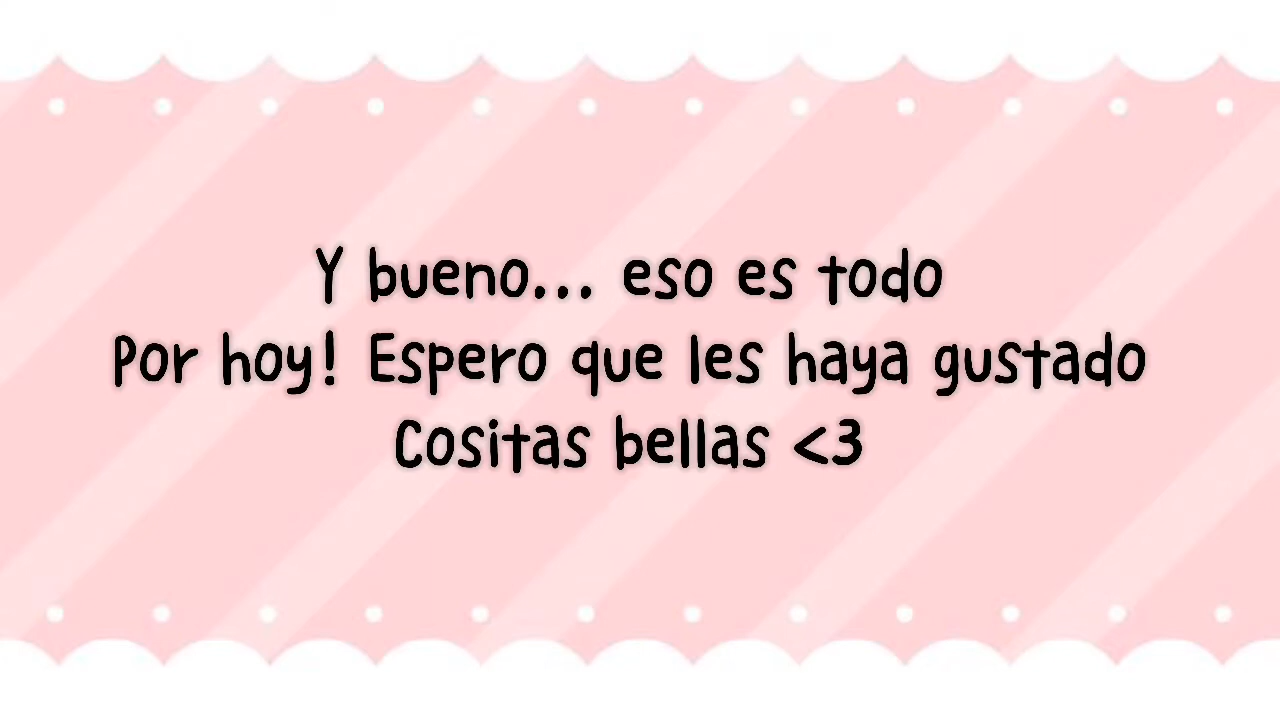 Y bueno... eso es todo
Por hoy! Espero que les haya gustado
Cositas bellas <3